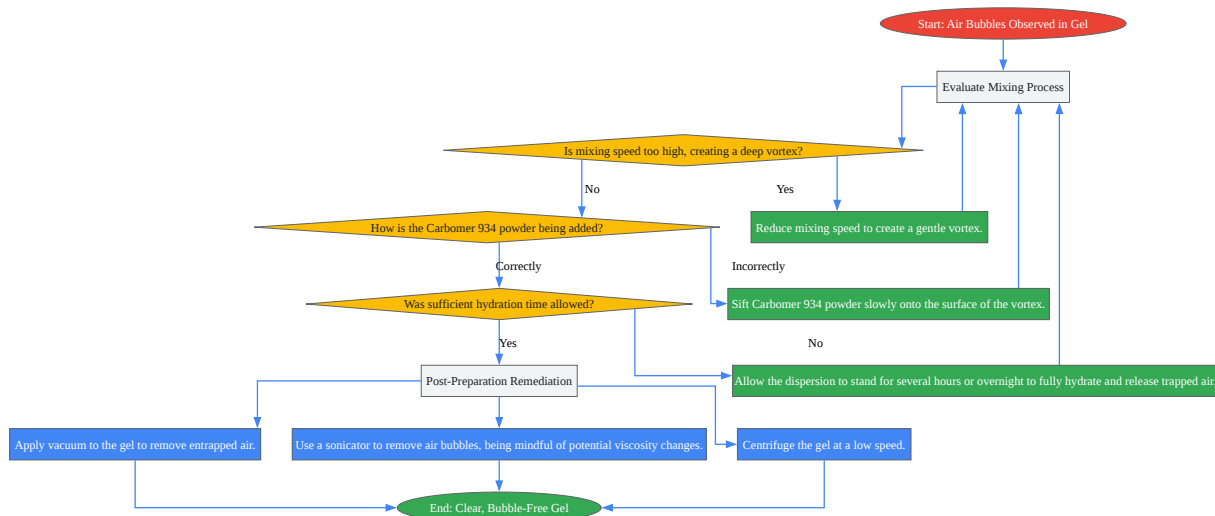 Start: Air Bubbles Observed in Gel
Evaluate Mixing Process
Is mixing speed too high, creating a deep vortex?
No
Yes
How is the Carbomer 934 powder being added?
Reduce mixing speed to create a gentle vortex.
Correctly
Incorrectly
Was sufficient hydration time allowed?
Sift Carbomer 934 powder slowly onto the surface of the vortex.
Yes
No
Post-Preparation Remediation
Allow the dispersion to stand for several hours or overnight to fully hydrate and release trapped air.
Apply vacuum to the gel to remove entrapped air.
Use a sonicator to remove air bubbles, being mindful of potential viscosity changes.
Centrifuge the gel at a low speed.
End: Clear, Bubble-Free Gel